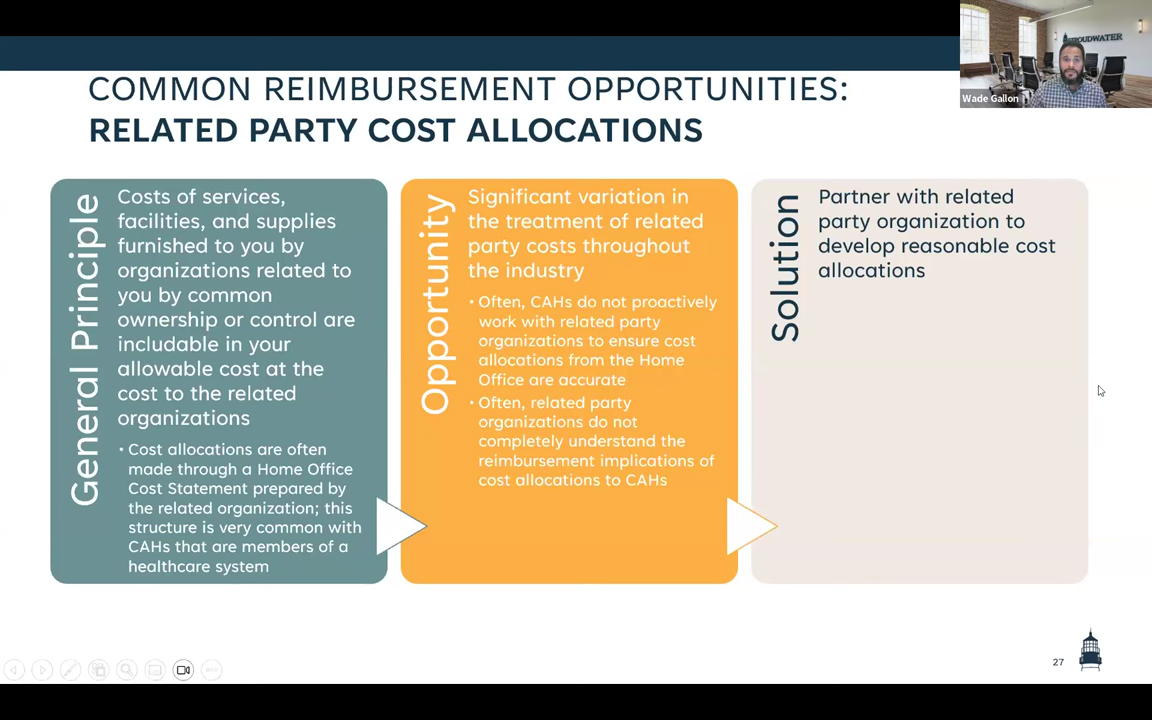 COMMON REIMBURSEMENT OPPORTUNITIES:
RELATED PARTY COST ALLOCATIONS
General Principle
Costs of services,
facilities, and supplies
furnished to you by
organizations related to
you by common
ownership or control are
includable in your
allowable cost at the
cost to the related
organizations
• Cost allocations are often
made through a Home Office
Cost Statement prepared by
the related organization; this
structure is very common with
CAHs that are members of a
healthcare system
Opportunity
Significant variation in
the treatment of related
party costs throughout
the industry
• Often, CAHs do not proactively
work with related party
organizations to ensure cost
allocations from the Home
Office are accurate
• Often, related party
organizations do not
completely understand the
reimbursement implications of
cost allocations to CAHs
Solution
Partner with related
party organization to
develop reasonable cost
allocations
Wade Gallon
27